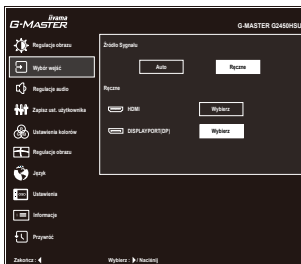 iiyama
G-MASTER
G-MASTER G2450HSU
Regulacje obrazu
Wybór wejść
Regulacje audio
Zapisz ust. użytkownika
Ustawienia kolorów
Regulacje obrazu
Język
Ustawienia
Informacje
Przywróć
Źródło Sygnału
Auto
Ręczne
Ręczne
HDMI
Wybierz
DISPLAYPORT(DP)
Wybierz
Zakończ :
Wybierz : / Naciśnij